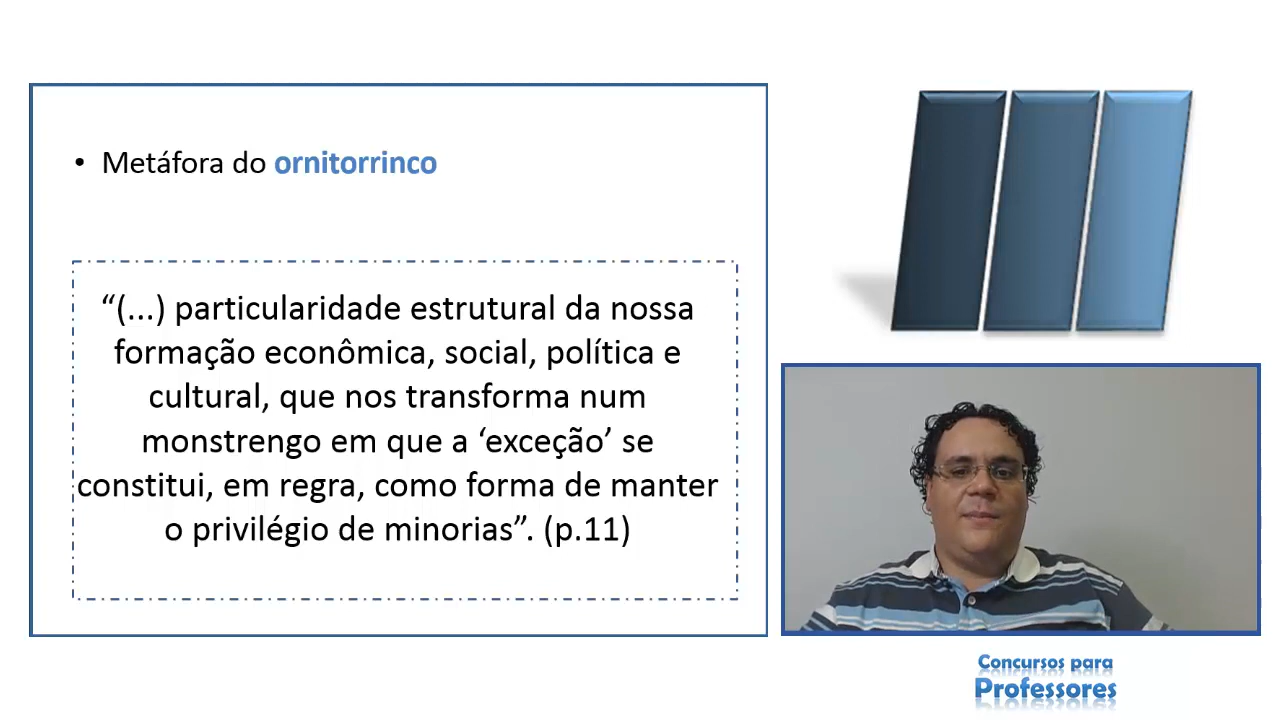 • Metáfora do ornitorrinco
“(...) particularidade estrutural da nossa
formação econômica, social, política e
cultural, que nos transforma num
monstrengo em que a ‘exceção’ se
constitui, em regra, como forma de manter
o privilégio de minorias”. (p.11)
Concursos para
Professores